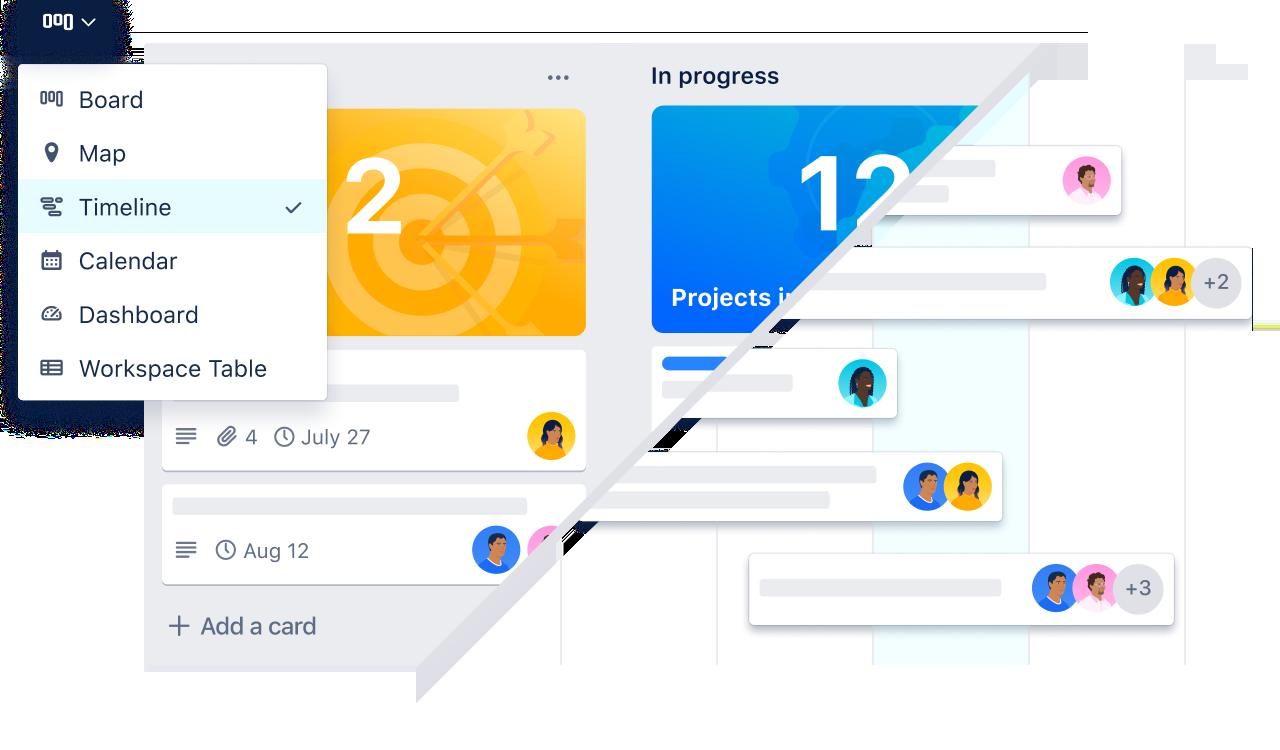 Board
Map
Timeline
Calendar
Dashboard
Workspace Table
2
4
July 27
Aug 12
Add a card
In progress
12
Projects
+2
+3